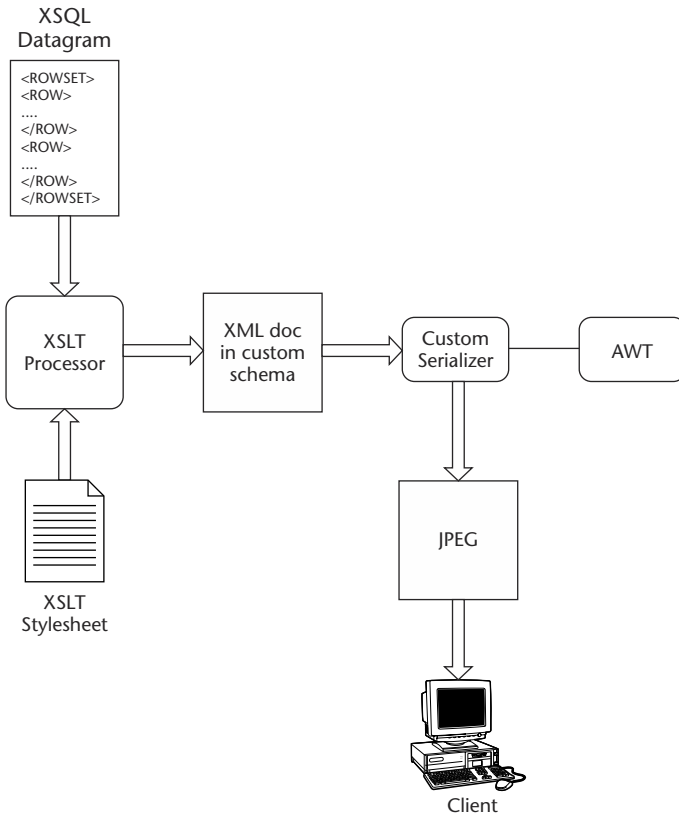 XSQL
Datagram
<ROWSET>
<ROW>
....
</ROW>
<ROW>
....
</ROW>
</ROWSET>
XSLT
Processor
XML doc
in custom
schema
Custom
Serializer
AWT
JPEG
XSLT
Stylesheet
Client